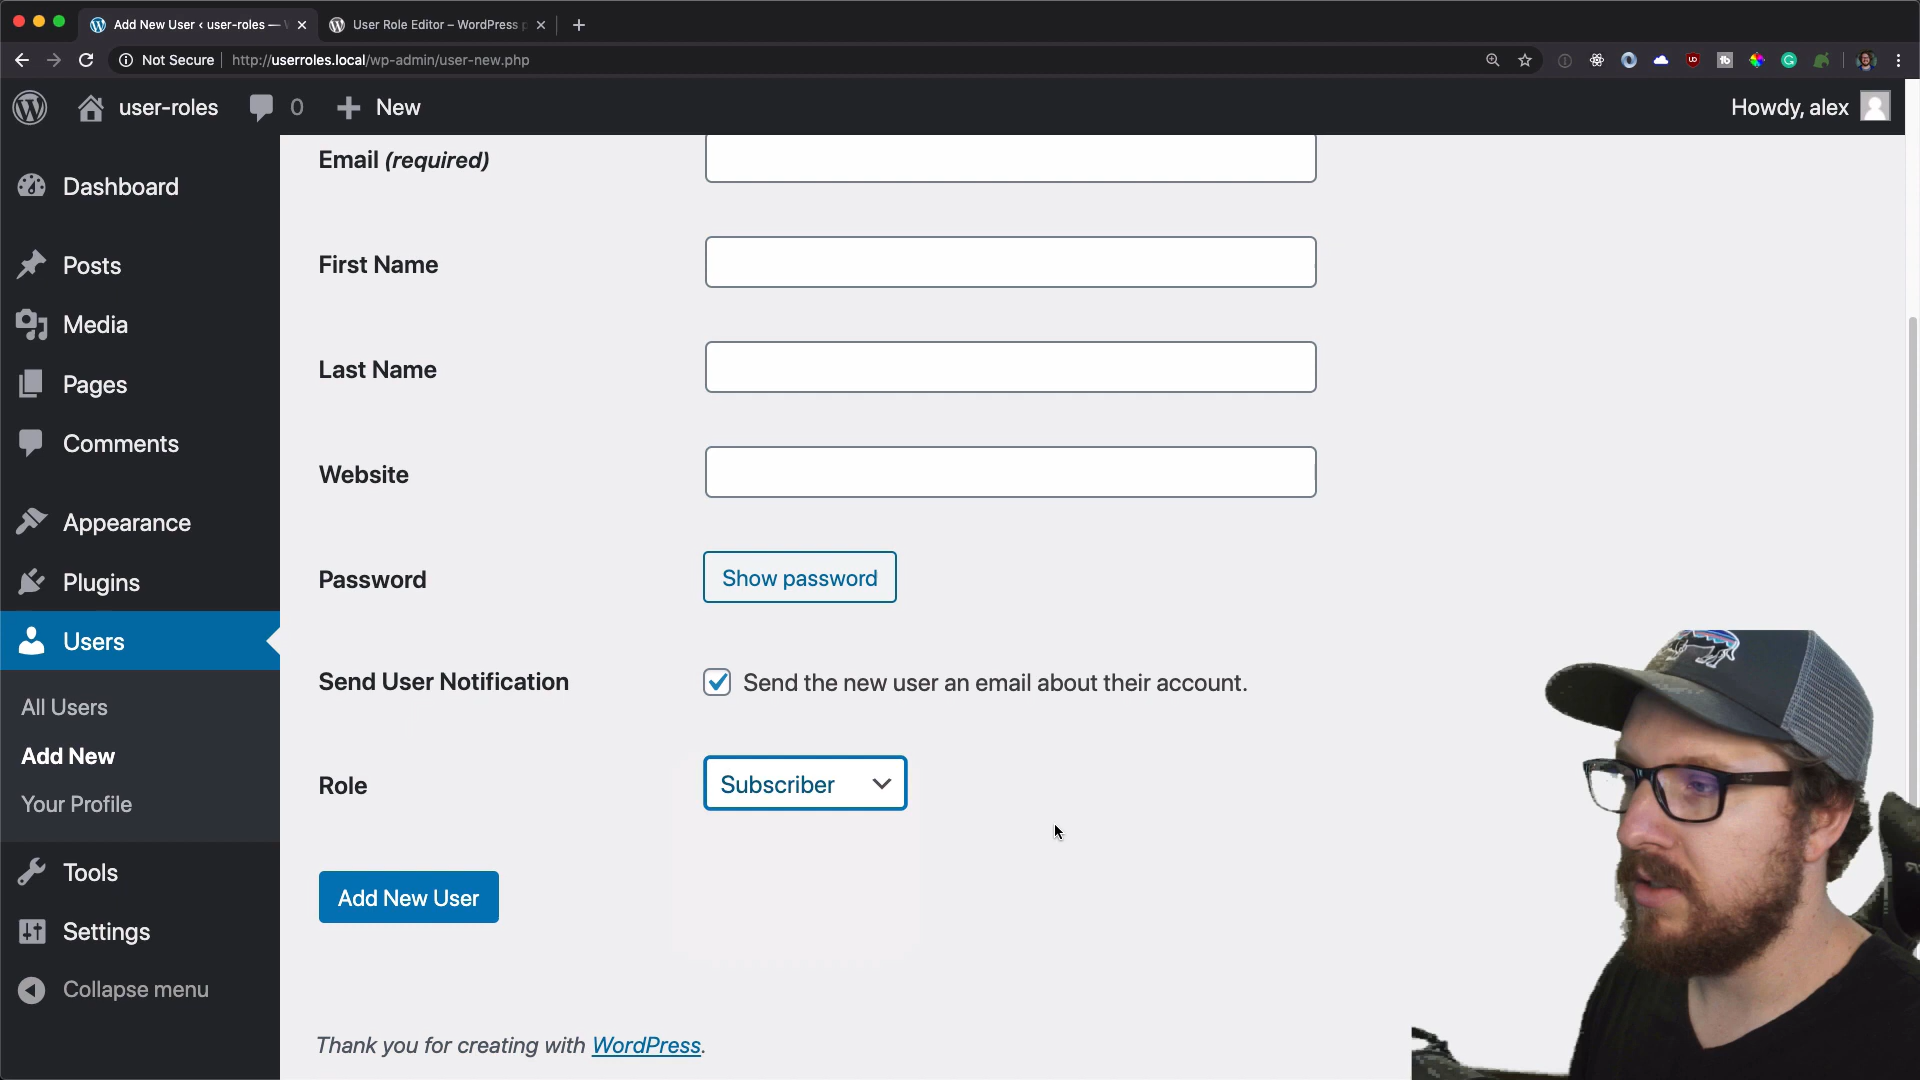 Add New User ‹ user-roles —
User Role Editor – WordPress
Not Secure
http://userroles.local/wp-admin/user-new.php
user-roles
0
New
Howdy, alex
Dashboard
Posts
Media
Pages
Comments
Appearance
Plugins
Users
All Users
Add New
Your Profile
Tools
Settings
Collapse menu
Email (required)
First Name
Last Name
Website
Password
Show password
Send User Notification
Send the new user an email about their account.
Role
Subscriber
Add New User
Thank you for creating with WordPress.